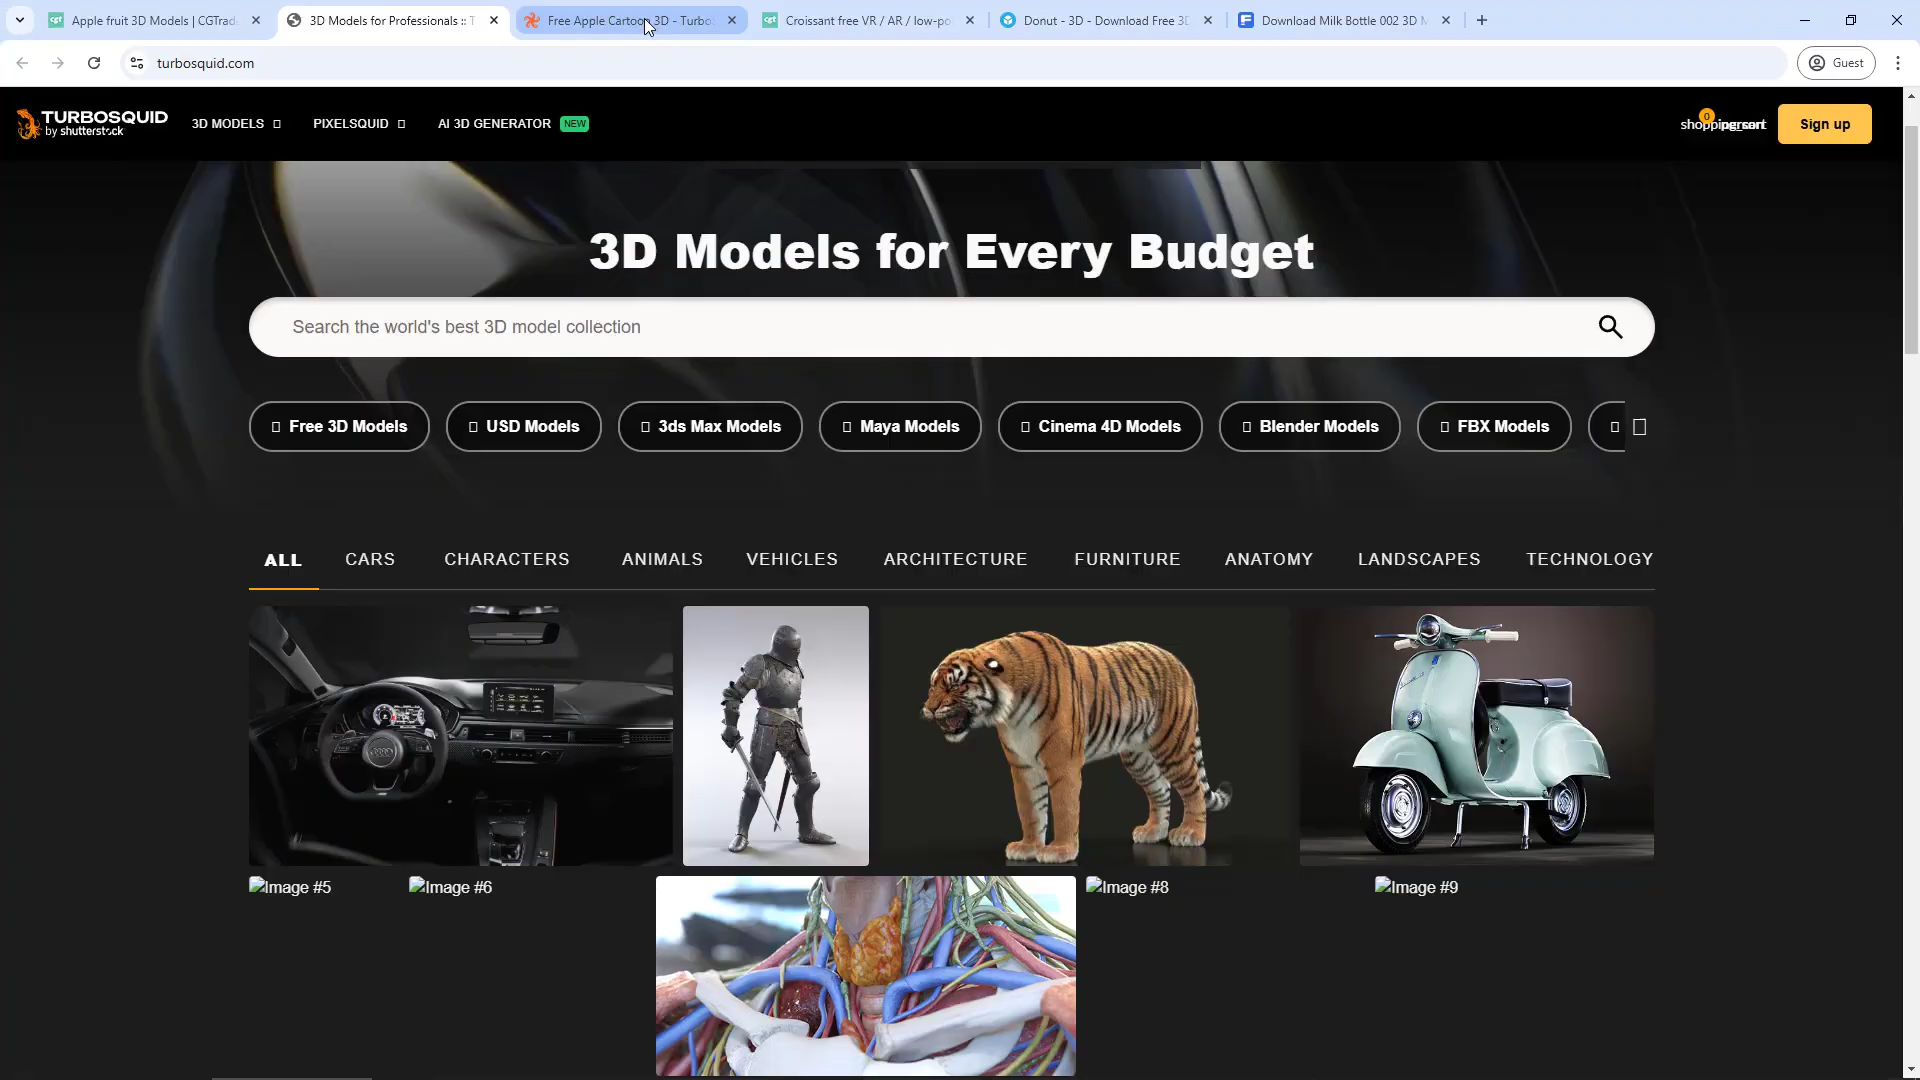 Apple fruit 3D Models | CGTrad
3D Models for Professionals :: T
Free Apple Cartoon 3D - TurboS
Croissant free VR / AR / low-po
Donut - 3D - Download Free 3D
Download Milk Bottle 002 3D M
turbosquid.com
Guest
TURBOSQUID
by shutterstock
3D MODELS
PIXELSQUID
AI 3D GENERATOR NEW
0
Sign up
3D Models for Every Budget
Search the world's best 3D model collection
Free 3D Models
USD Models
3ds Max Models
Maya Models
Cinema 4D Models
Blender Models
FBX Models
ALL
CARS
CHARACTERS
ANIMALS
VEHICLES
ARCHITECTURE
FURNITURE
ANATOMY
LANDSCAPES
TECHNOLOGY
Image #5
Image #6
Image #8
Image #9